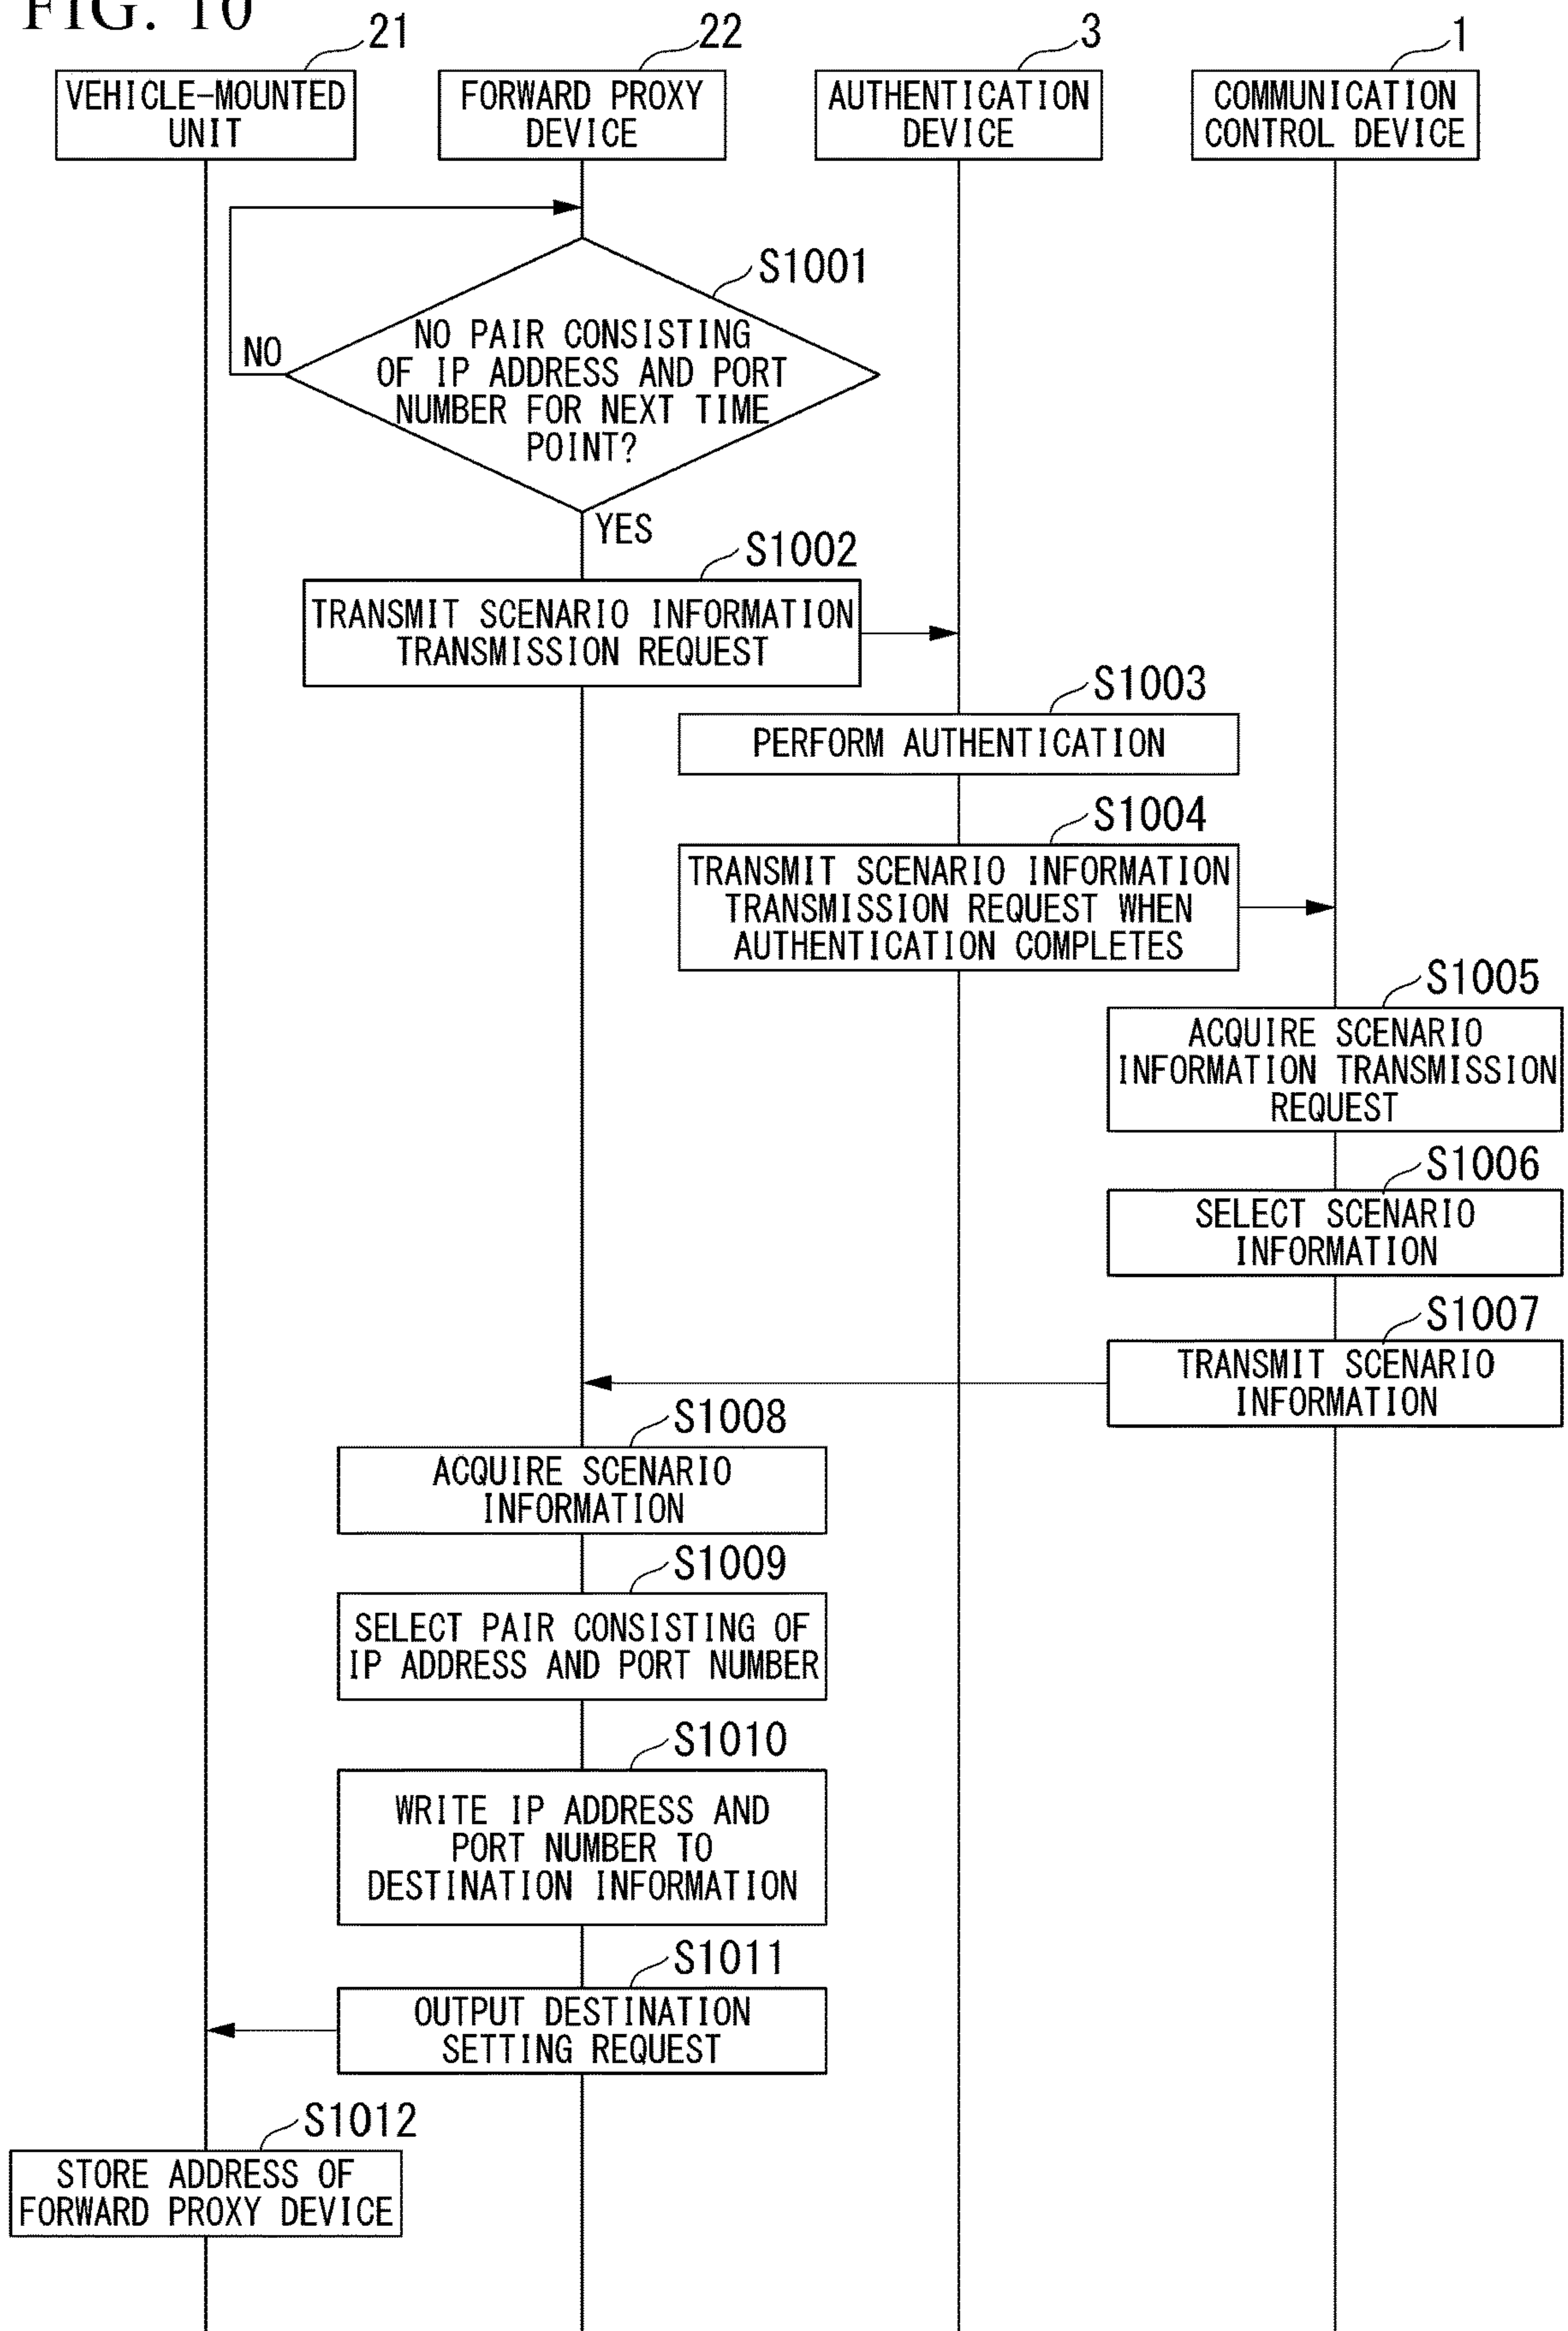 FIG. 10
21
22
3
1
VEHICLE-MOUNTED
UNIT
FORWARD PROXY
DEVICE
AUTHENTICATION
DEVICE
COMMUNICATION
CONTROL DEVICE
S1001
NO PAIR CONSISTING
OF IP ADDRESS AND PORT
NUMBER FOR NEXT TIME
POINT?
NO
YES
S1002
TRANSMIT SCENARIO INFORMATION
TRANSMISSION REQUEST
S1003
PERFORM AUTHENTICATION
S1004
TRANSMIT SCENARIO INFORMATION
TRANSMISSION REQUEST WHEN
AUTHENTICATION COMPLETES
S1005
ACQUIRE SCENARIO
INFORMATION TRANSMISSION
REQUEST
S1006
SELECT SCENARIO
INFORMATION
S1007
TRANSMIT SCENARIO
INFORMATION
S1008
ACQUIRE SCENARIO
INFORMATION
S1009
SELECT PAIR CONSISTING OF
IP ADDRESS AND PORT NUMBER
S1010
WRITE IP ADDRESS AND
PORT NUMBER TO
DESTINATION INFORMATION
S1011
OUTPUT DESTINATION
SETTING REQUEST
S1012
STORE ADDRESS OF
FORWARD PROXY DEVICE